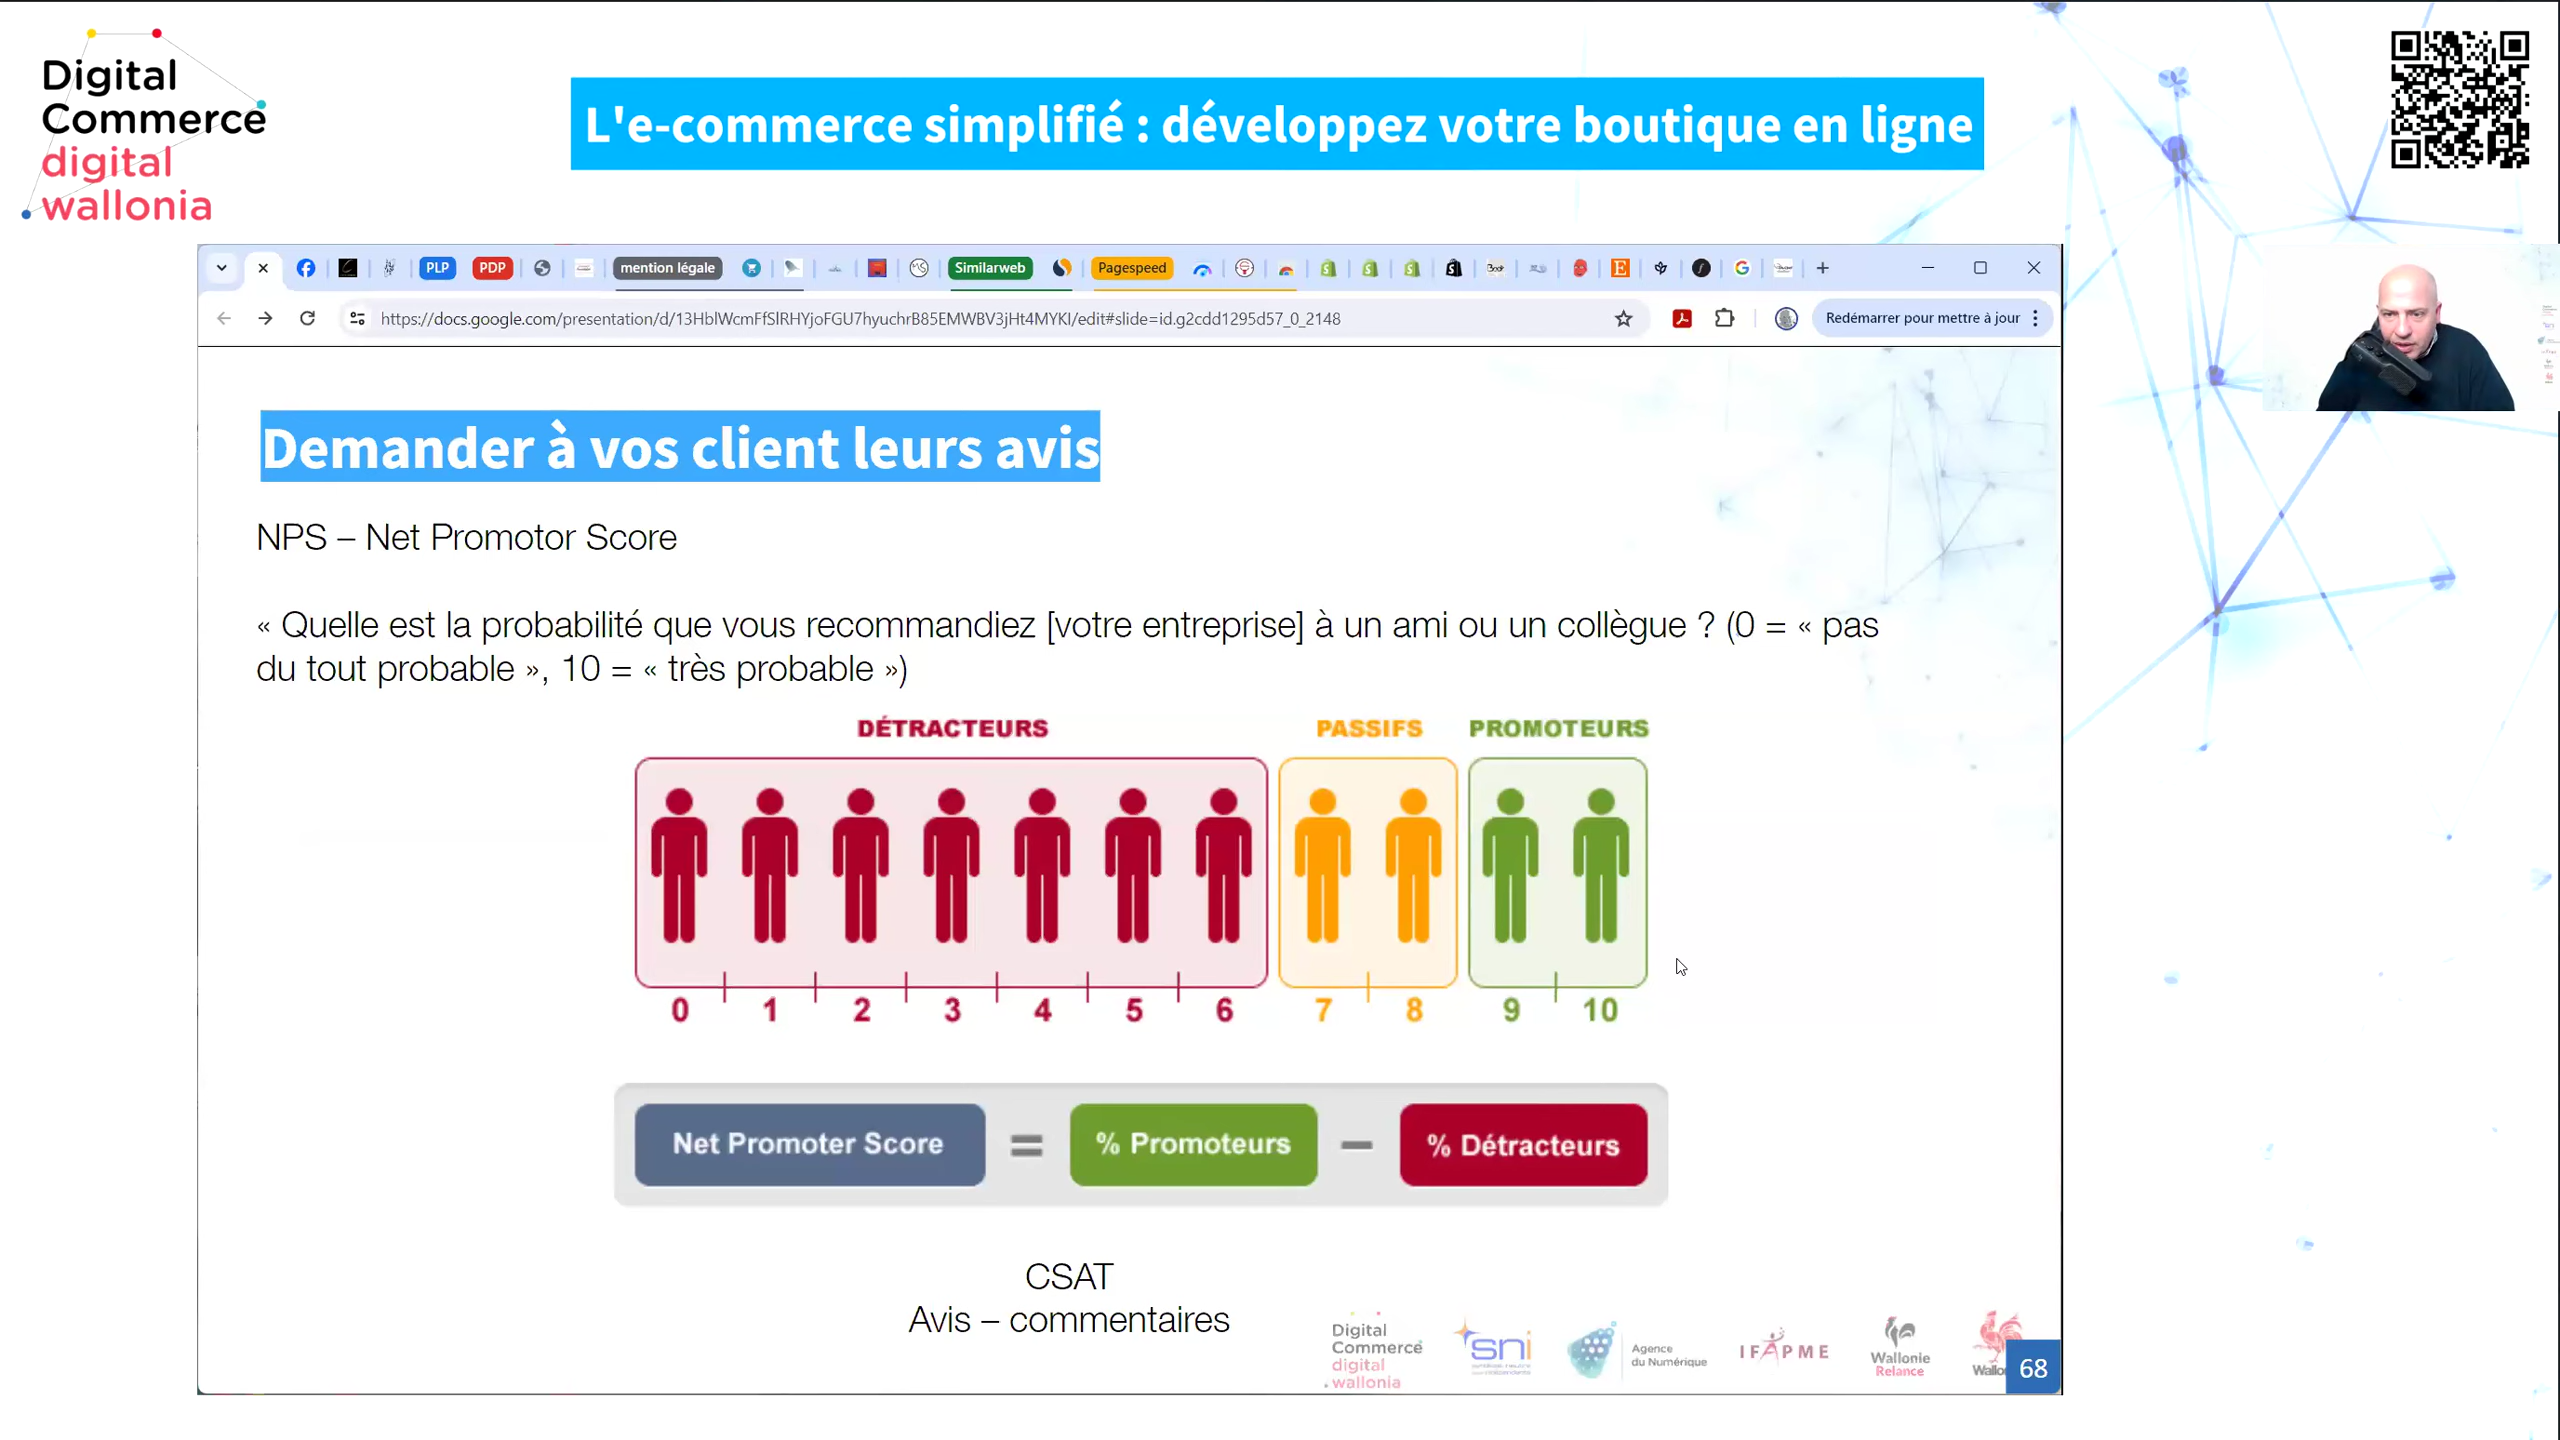 Digital
Commerce
digital
wallonia
L'e-commerce simplifié : développez votre boutique en ligne
PLP PDP mention légale Similarweb Pagespeed
https://docs.google.com/presentation/d/13HblWcmFfSlRHYjoFGU7hyuchrB85EMWBV3jHt4MYKI/edit#slide=id.g2cdd1295d57_0_2148
Redémarrer pour mettre à jour
Demander à vos client leurs avis
NPS – Net Promotor Score
« Quelle est la probabilité que vous recommandiez [votre entreprise] à un ami ou un collègue ? (0 = « pas
du tout probable », 10 = « très probable »)
DÉTRACTEURS PASSIFS PROMOTEURS
0 1 2 3 4 5 6 7 8 9 10
Net Promoter Score = % Promoteurs – % Détracteurs
CSAT
Avis – commentaires
Digital
Commerce
digital
wallonia
sni
Agence
du Numérique
IFAPME
Wallonie
Relance
68